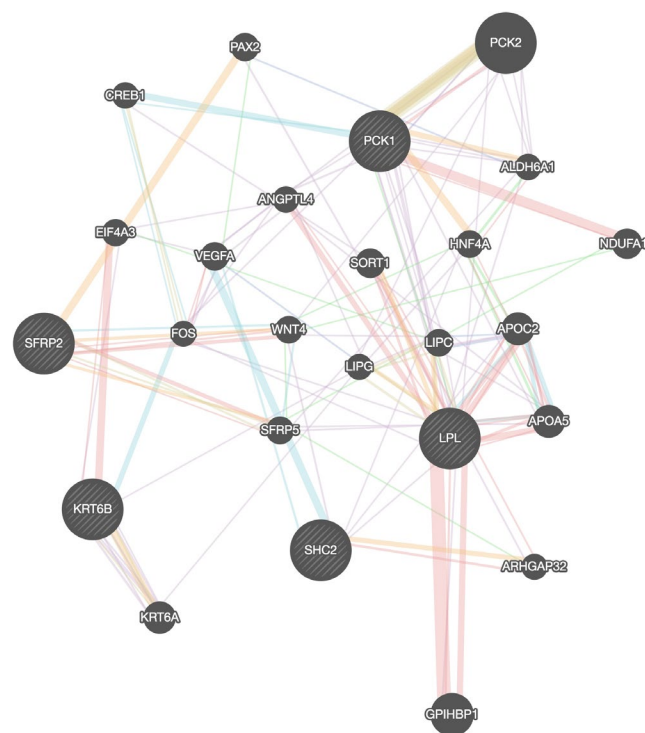 PAX2
PCK2
CREB1
PCK1
ALDH6A1
ANGPTL4
EIF4A3
HNF4A
NDUFA1
VEGFA
SORT1
SFRP2
FOS
WNT4
LIPC
APOC2
LIPG
SFRP5
LPL
APOA5
KRT6B
SHC2
ARHGAP32
KRT6A
GPIHBP1